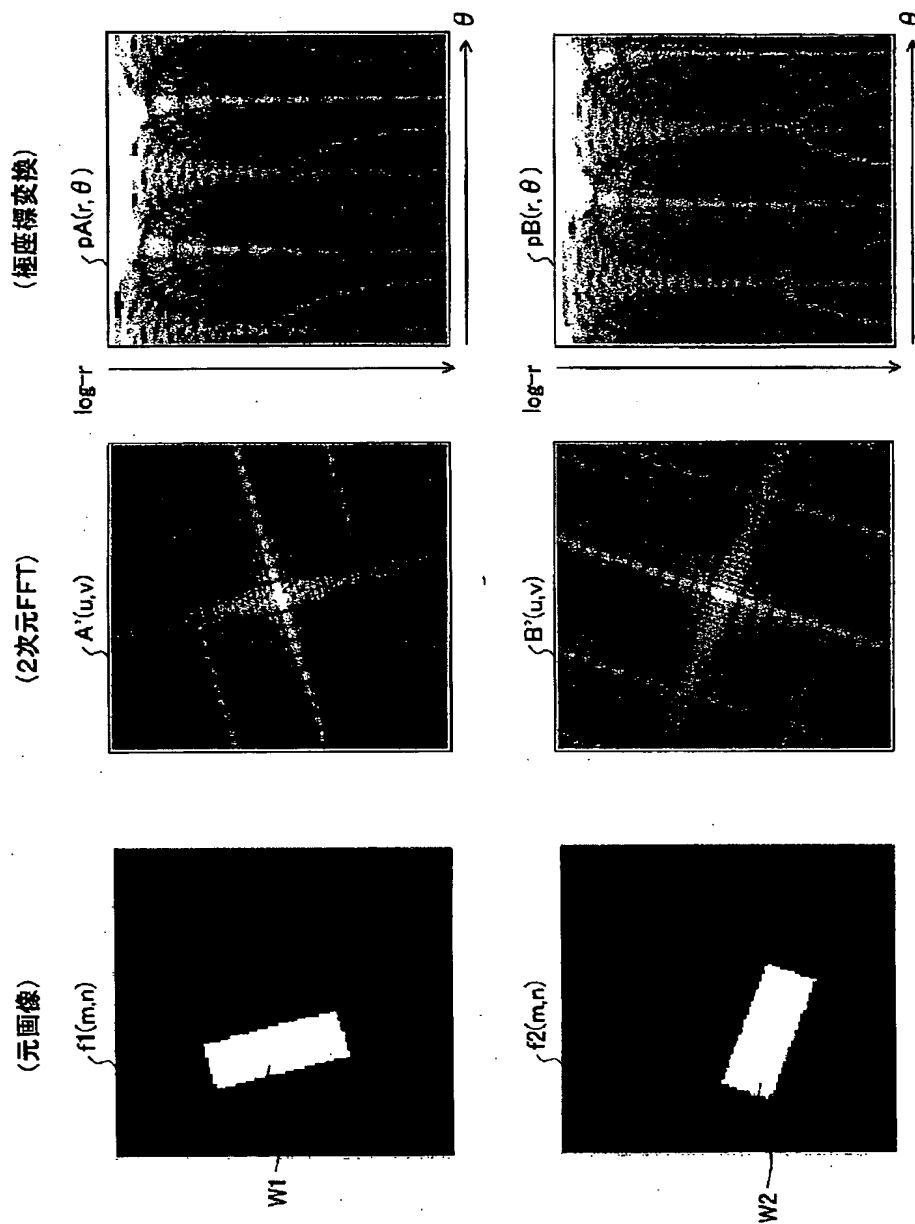 (元画像)
(2次元FFT)
(極座標変換)
f1(m,n)
A'(u,v)
pA(r,θ)
W1
log-r
θ
f2(m,n)
B'(u,v)
pB(r,θ)
W2
log-r
θ